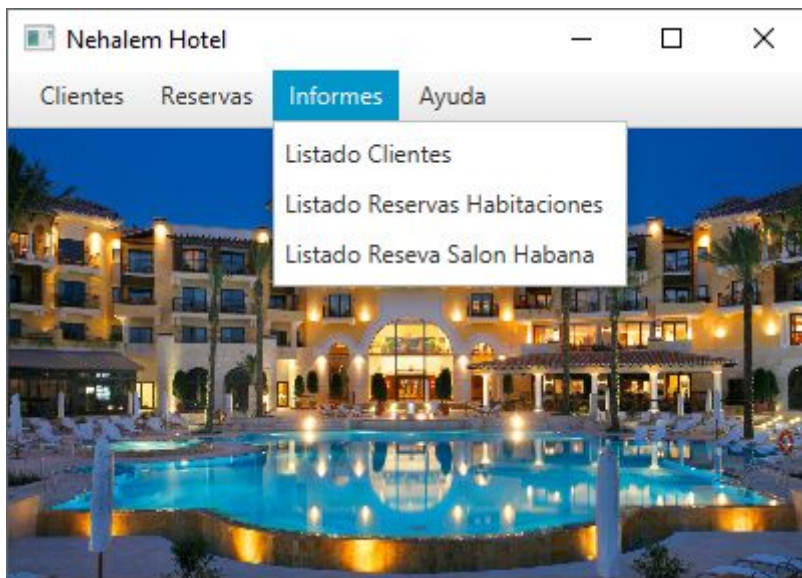 Nehalem Hotel
Clientes Reservas Informes Ayuda
Listado Clientes
Listado Reservas Habitaciones
Listado Reseva Salon Habana